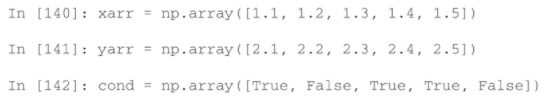 In [140]: xarr = np.array([1.1, 1.2, 1.3, 1.4, 1.5])
In [141]: yarr = np.array([2.1, 2.2, 2.3, 2.4, 2.5])
In [142]: cond = np.array([True, False, True, True, False])